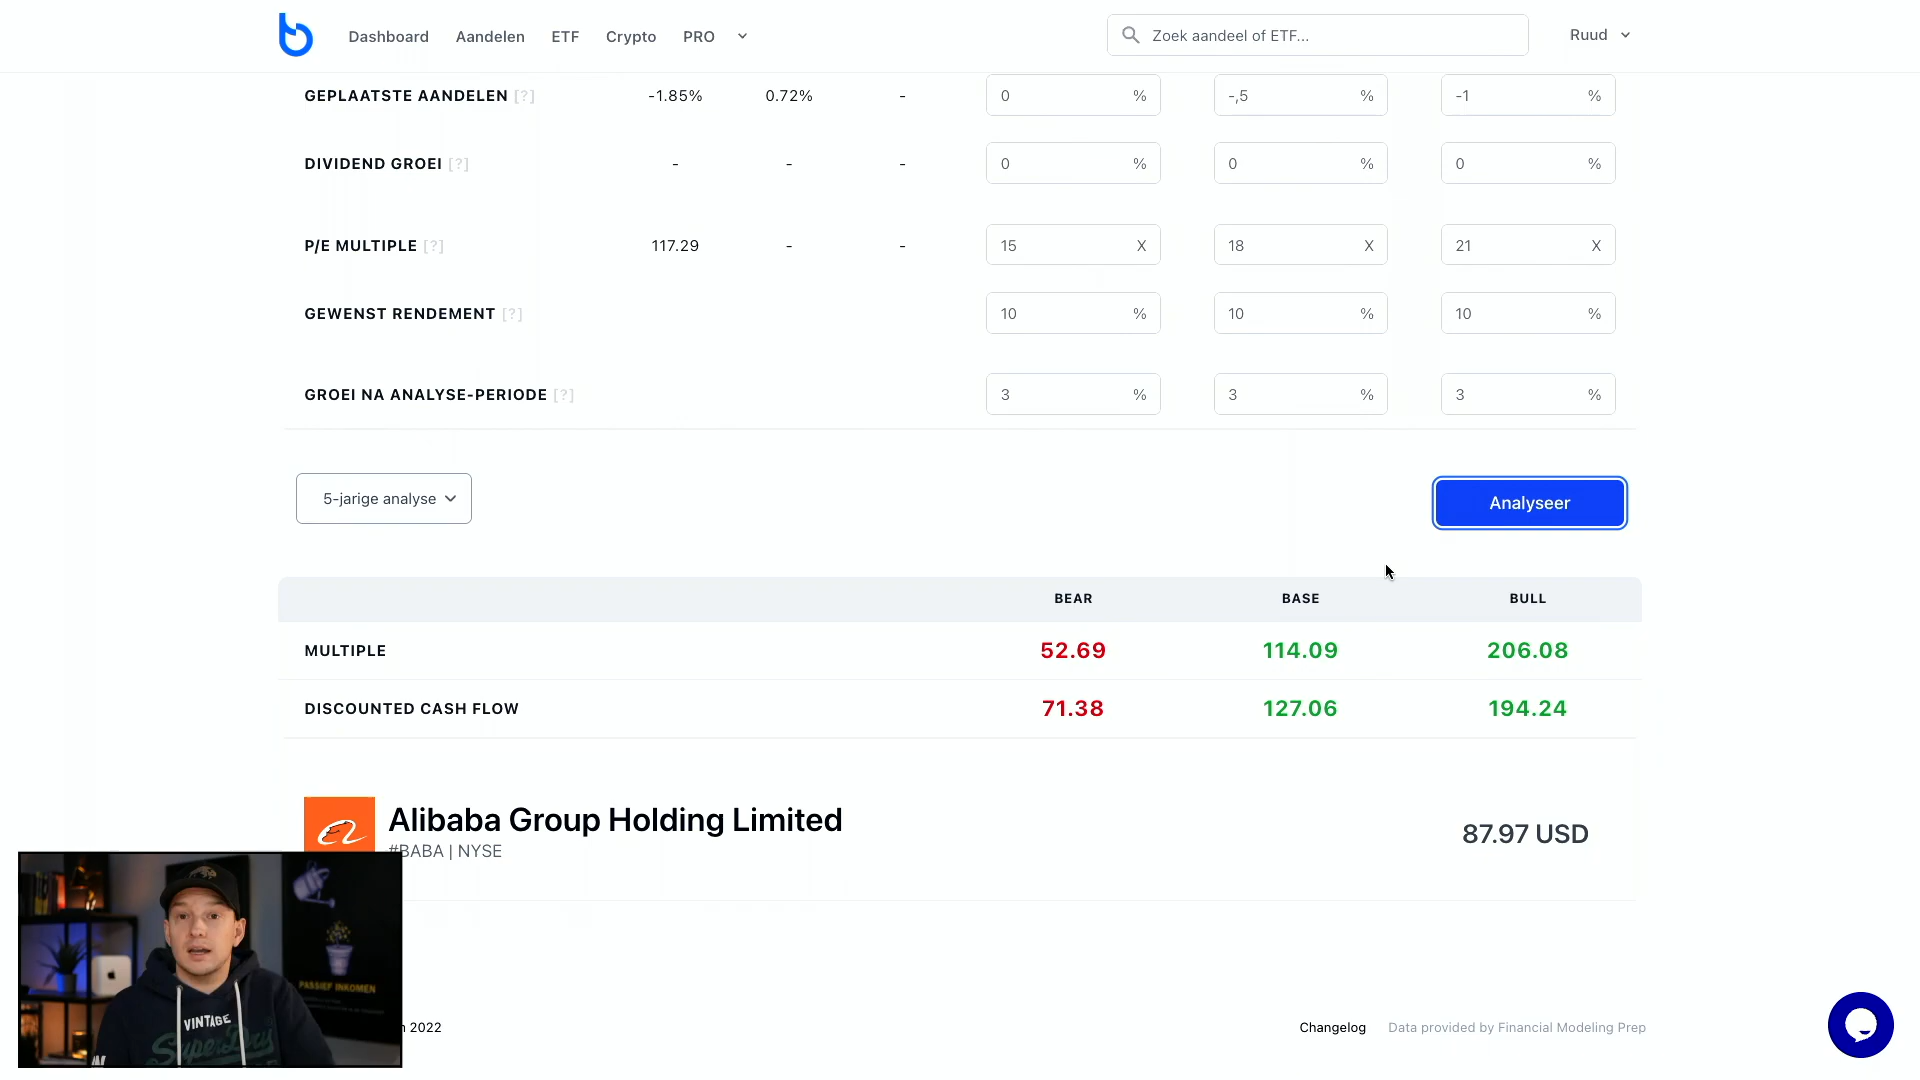 Dashboard Aandelen ETF Crypto PRO Zoek aandeel of ETF... Ruud
GEPLAATSTE AANDELEN [?] -1.85% 0.72% - 0 % -,5 % -1 %
DIVIDEND GROEI [?] - - - 0 % 0 % 0 %
P/E MULTIPLE [?] 117.29 - - 15 X 18 X 21 X
GEWENST RENDEMENT [?] 10 % 10 % 10 %
GROEI NA ANALYSE-PERIODE [?] 3 % 3 % 3 %
5-jarige analyse Analyseer
BEAR BASE BULL
MULTIPLE 52.69 114.09 206.08
DISCOUNTED CASH FLOW 71.38 127.06 194.24
Alibaba Group Holding Limited
#BABA | NYSE
87.97 USD
PASSIEF INKOMEN
VINTAGE
Superdry
2022 Changelog Data provided by Financial Modeling Prep